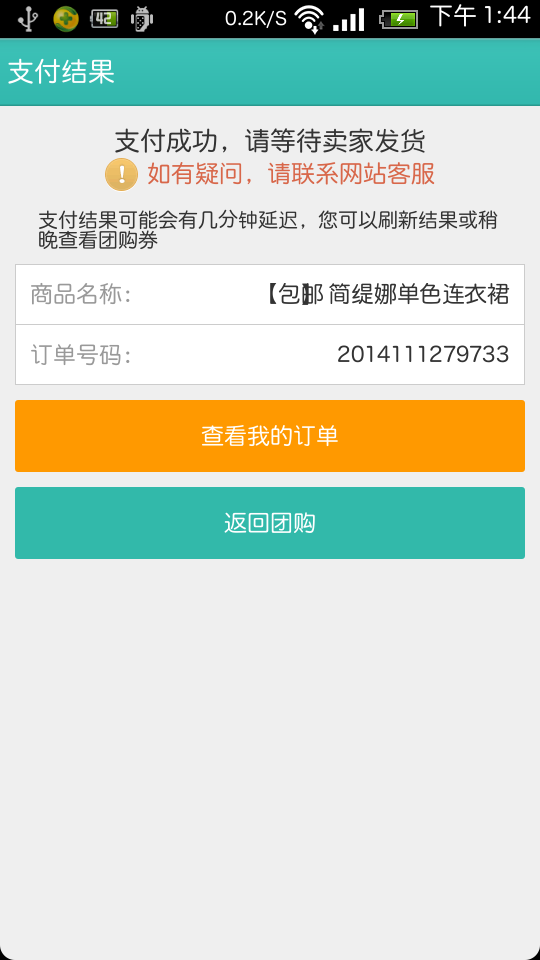 42
0.2K/S
下午 1:44
支付结果
支付成功，请等待卖家发货
如有疑问，请联系网站客服
支付结果可能会有几分钟延迟，您可以刷新结果或稍
晚查看团购券
商品名称：
【包邮 简缇娜单色连衣裙
订单号码：
2014111279733
查看我的订单
返回团购